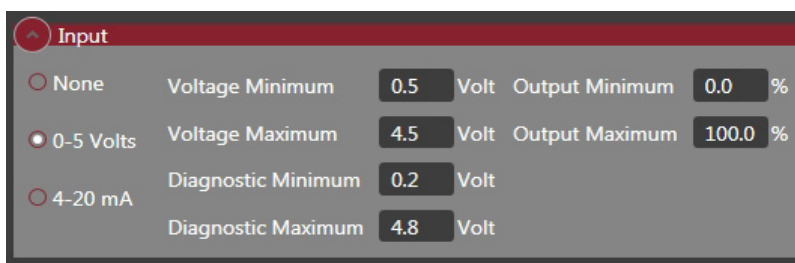 Input
None
Voltage Minimum 0.5 Volt Output Minimum 0.0 %
0-5 Volts
Voltage Maximum 4.5 Volt Output Maximum 100.0 %
Diagnostic Minimum 0.2 Volt
4-20 mA
Diagnostic Maximum 4.8 Volt